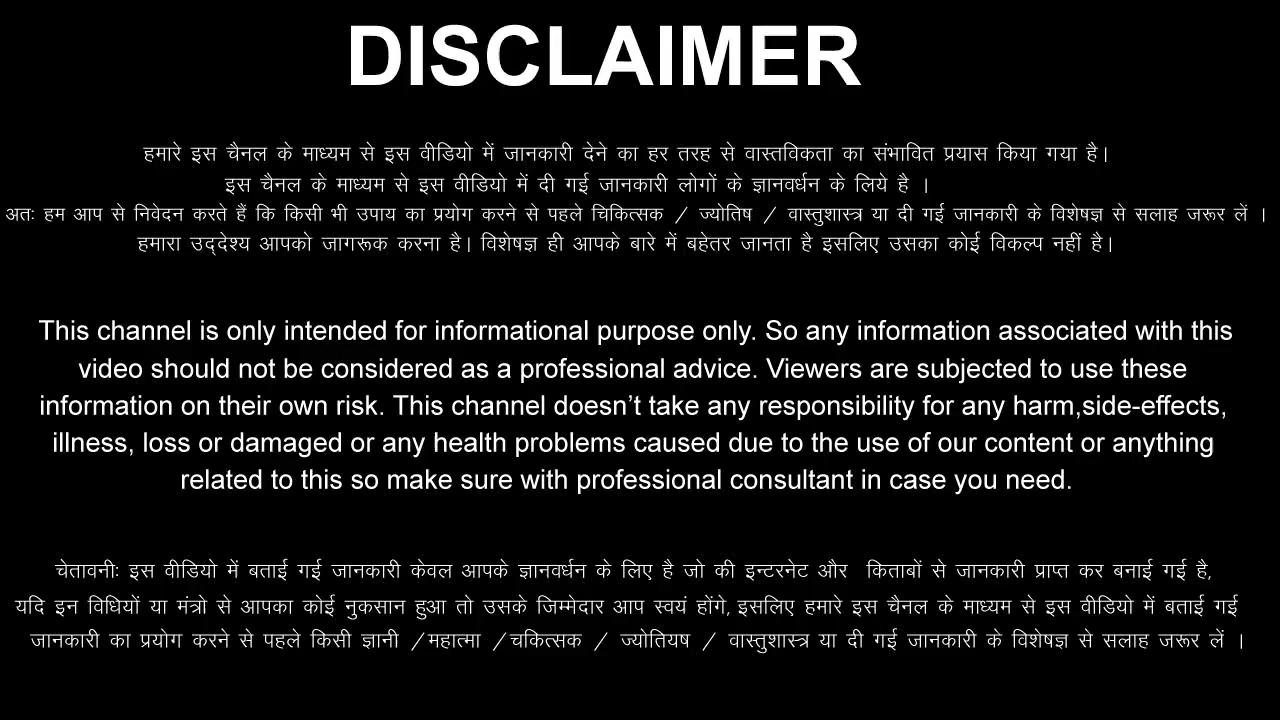 DISCLAIMER
हमारे इस चैनल के माध्यम से इस वीडियो में जानकारी देने का हर तरह से वास्तविकता का संभावित प्रयास किया गया है।
इस चैनल के माध्यम से इस वीडियो में दी गई जानकारी लोगों के ज्ञानवर्धन के लिये है ।
अतः हम आप से निवेदन करते हैं कि किसी भी उपाय का प्रयोग करने से पहले चिकित्सक / ज्योतिष / वास्तुशास्त्र या दी गई जानकारी के विशेषज्ञ से सलाह जरूर लें ।
हमारा उद्देश्य आपको जागरूक करना है। विशेषज्ञ ही आपके बारे में बहेतर जानता है इसलिए उसका कोई विकल्प नहीं है।
This channel is only intended for informational purpose only. So any information associated with this
video should not be considered as a professional advice. Viewers are subjected to use these
information on their own risk. This channel doesn’t take any responsibility for any harm,side-effects,
illness, loss or damaged or any health problems caused due to the use of our content or anything
related to this so make sure with professional consultant in case you need.
चेतावनीः इस वीडियो में बताई गई जानकारी केवल आपके ज्ञानवर्धन के लिए है जो की इन्टरनेट और किताबों से जानकारी प्राप्त कर बनाई गई है,
यदि इन विधियों या मंत्रो से आपका कोई नुकसान हुआ तो उसके जिम्मेदार आप स्वयं होंगे, इसलिए हमारे इस चैनल के माध्यम से इस वीडियो में बताई गई
जानकारी का प्रयोग करने से पहले किसी ज्ञानी /महात्मा /चकित्सक / ज्योतियष / वास्तुशास्त्र या दी गई जानकारी के विशेषज्ञ से सलाह जरूर लें ।